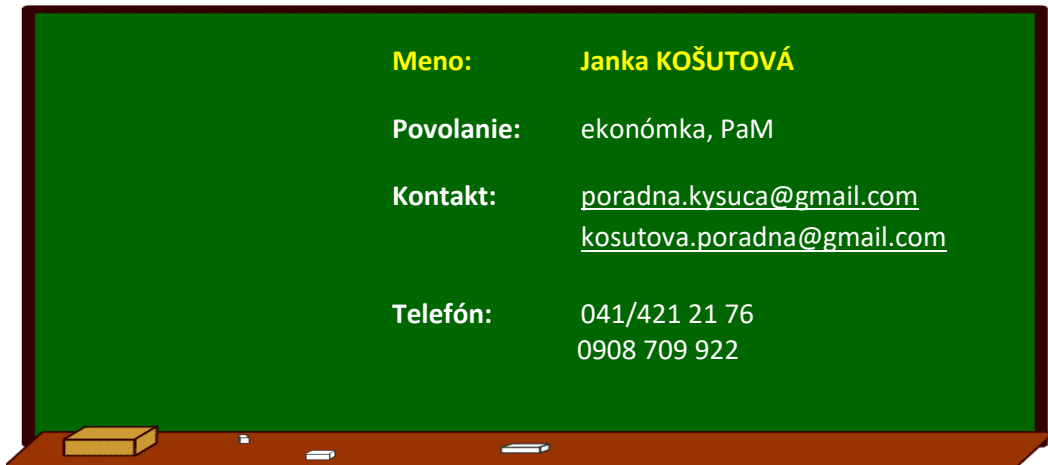 Meno: Janka KOŠUTOVÁ
Povolanie: ekonómka, PaM
Kontakt: poradna.kysuca@gmail.com
kosutova.poradna@gmail.com
Telefón: 041/421 21 76
0908 709 922